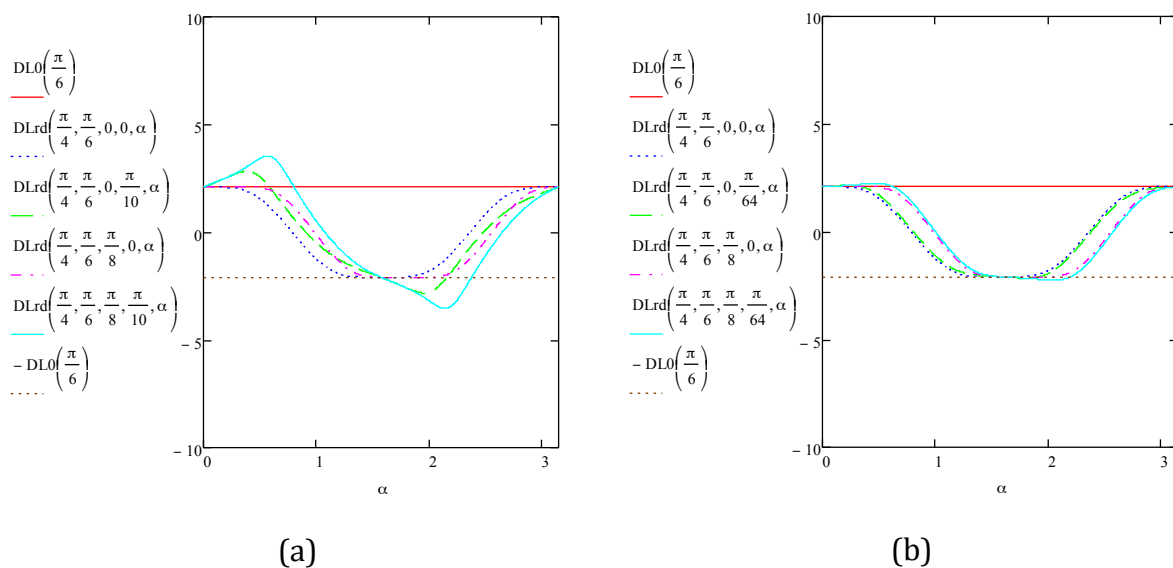 DL0(π/6)
DLrd(π/4, π/6, 0, 0, α)
DLrd(π/4, π/6, 0, π/10, α)
DLrd(π/4, π/6, π/8, 0, α)
DLrd(π/4, π/6, π/8, π/10, α)
− DL0(π/6)
10
5
0
− 5
− 10
0 1 2 3
α
(a)
DL0(π/6)
DLrd(π/4, π/6, 0, 0, α)
DLrd(π/4, π/6, 0, π/64, α)
DLrd(π/4, π/6, π/8, 0, α)
DLrd(π/4, π/6, π/8, π/64, α)
− DL0(π/6)
10
5
0
− 5
− 10
0 1 2 3
α
(b)